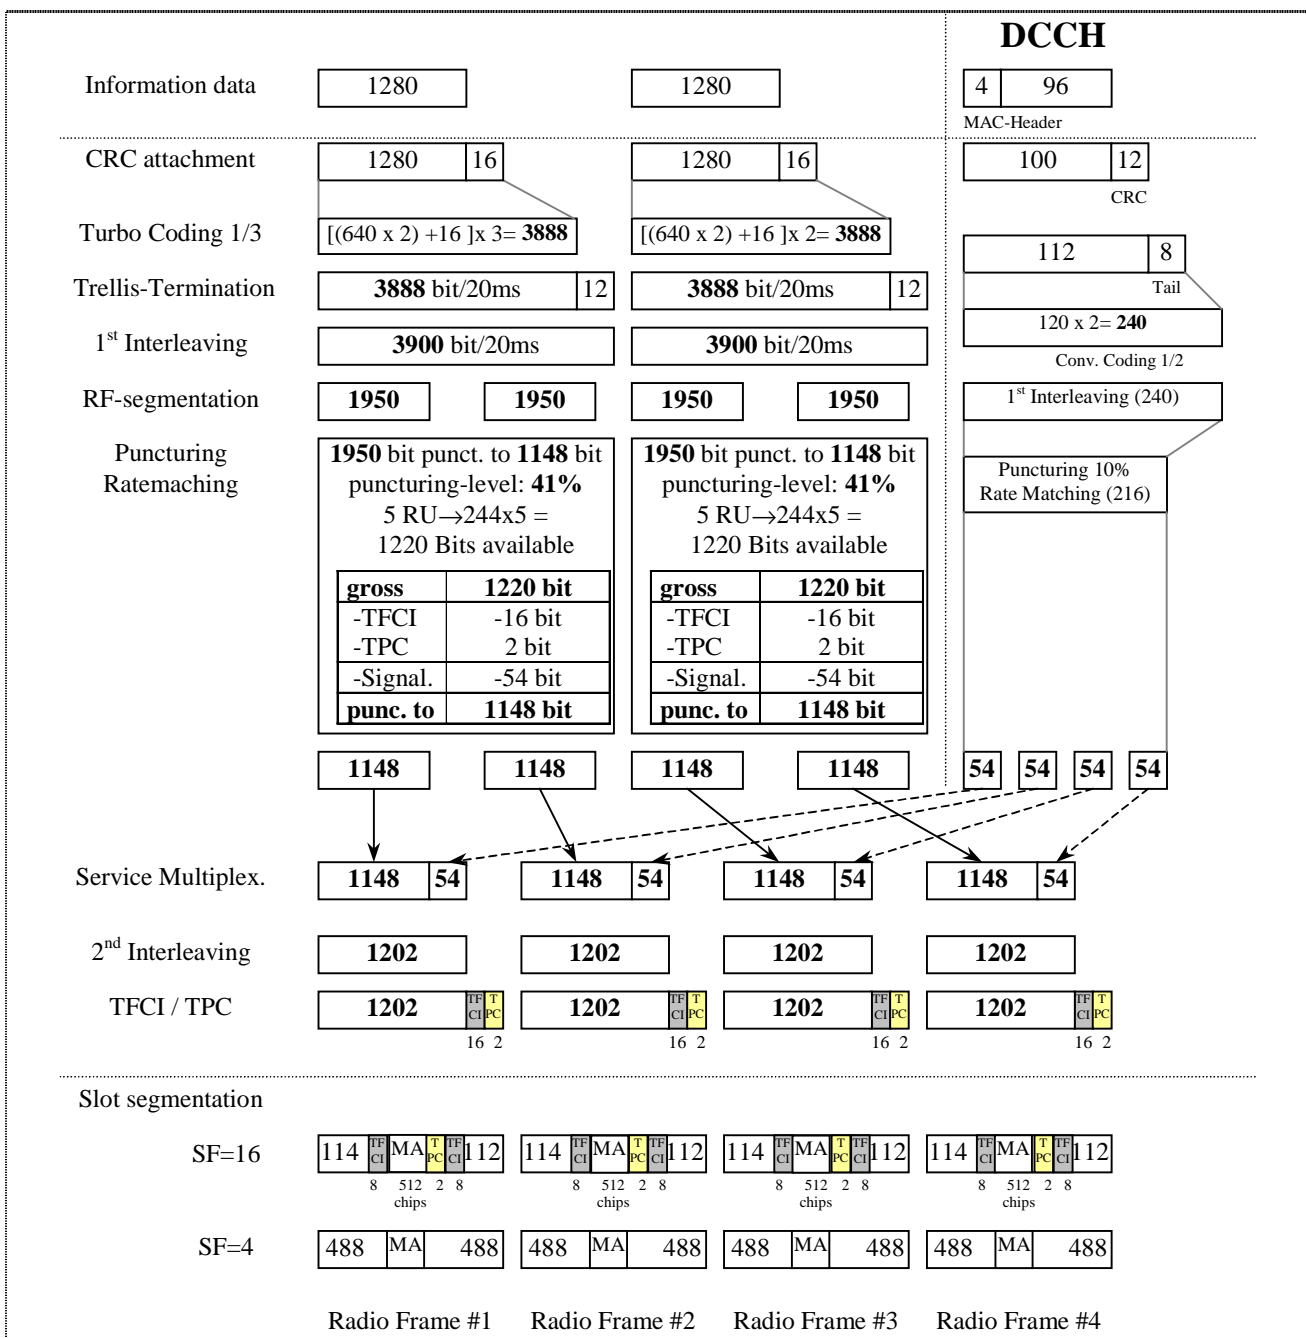 DCCH
Information data 1280 1280 4 96
MAC-Header
CRC attachment 1280 16 1280 16 100 12
CRC
Turbo Coding 1/3 [(640 x 2) +16 ]x 3= 3888 [(640 x 2) +16 ]x 2= 3888
112 8
Trellis-Termination 3888 bit/20ms 12 3888 bit/20ms 12
Tail
120 x 2= 240
1st Interleaving 3900 bit/20ms 3900 bit/20ms
Conv. Coding 1/2
RF-segmentation 1950 1950 1950 1950 1st Interleaving (240)
Puncturing 1950 bit punct. to 1148 bit 1950 bit punct. to 1148 bit
Puncturing 10%
Ratemaching puncturing-level: 41% puncturing-level: 41%
Rate Matching (216)
5 RU→244x5 = 5 RU→244x5 =
1220 Bits available 1220 Bits available
gross 1220 bit gross 1220 bit
-TFCI -16 bit -TFCI -16 bit
-TPC 2 bit -TPC 2 bit
-Signal. -54 bit -Signal. -54 bit
punc. to 1148 bit punc. to 1148 bit
1148 1148 1148 1148 54 54 54 54
Service Multiplex. 1148 54 1148 54 1148 54 1148 54
2nd Interleaving 1202 1202 1202 1202
TFCI / TPC 1202 TF CI T PC 1202 TF CI T PC 1202 TF CI T PC 1202 TF CI T PC
16 2 16 2 16 2 16 2
Slot segmentation
SF=16 114 TF CI MA T PC TF CI 112 114 TF CI MA T PC TF CI 112 114 TF CI MA T PC TF CI 112 114 TF CI MA T PC TF CI 112
8 512 2 8 8 512 2 8 8 512 2 8 8 512 2 8
chips chips chips chips
SF=4 488 MA 488 488 MA 488 488 MA 488 488 MA 488
Radio Frame #1 Radio Frame #2 Radio Frame #3 Radio Frame #4